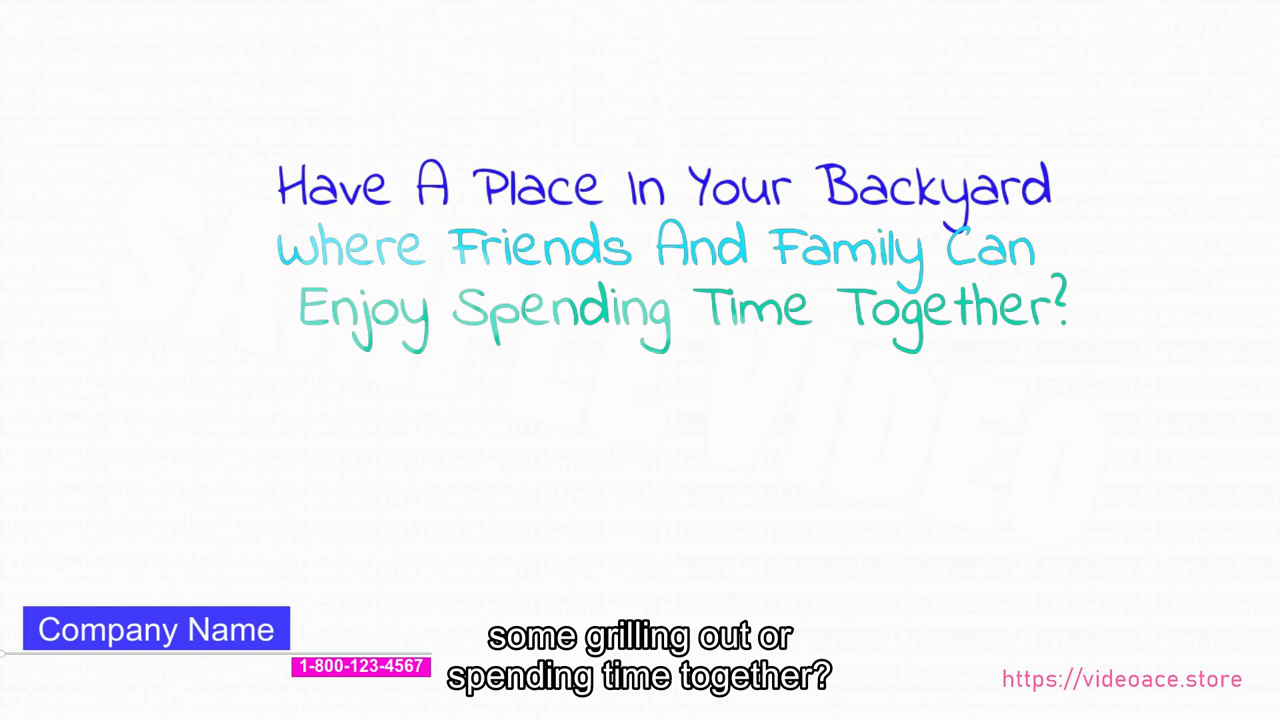 Have A Place In Your Backyard
Where Friends And Family Can
Enjoy Spending Time Together?
Company Name
1-800-123-4567
some grilling out or
spending time together?
https://videoace.store